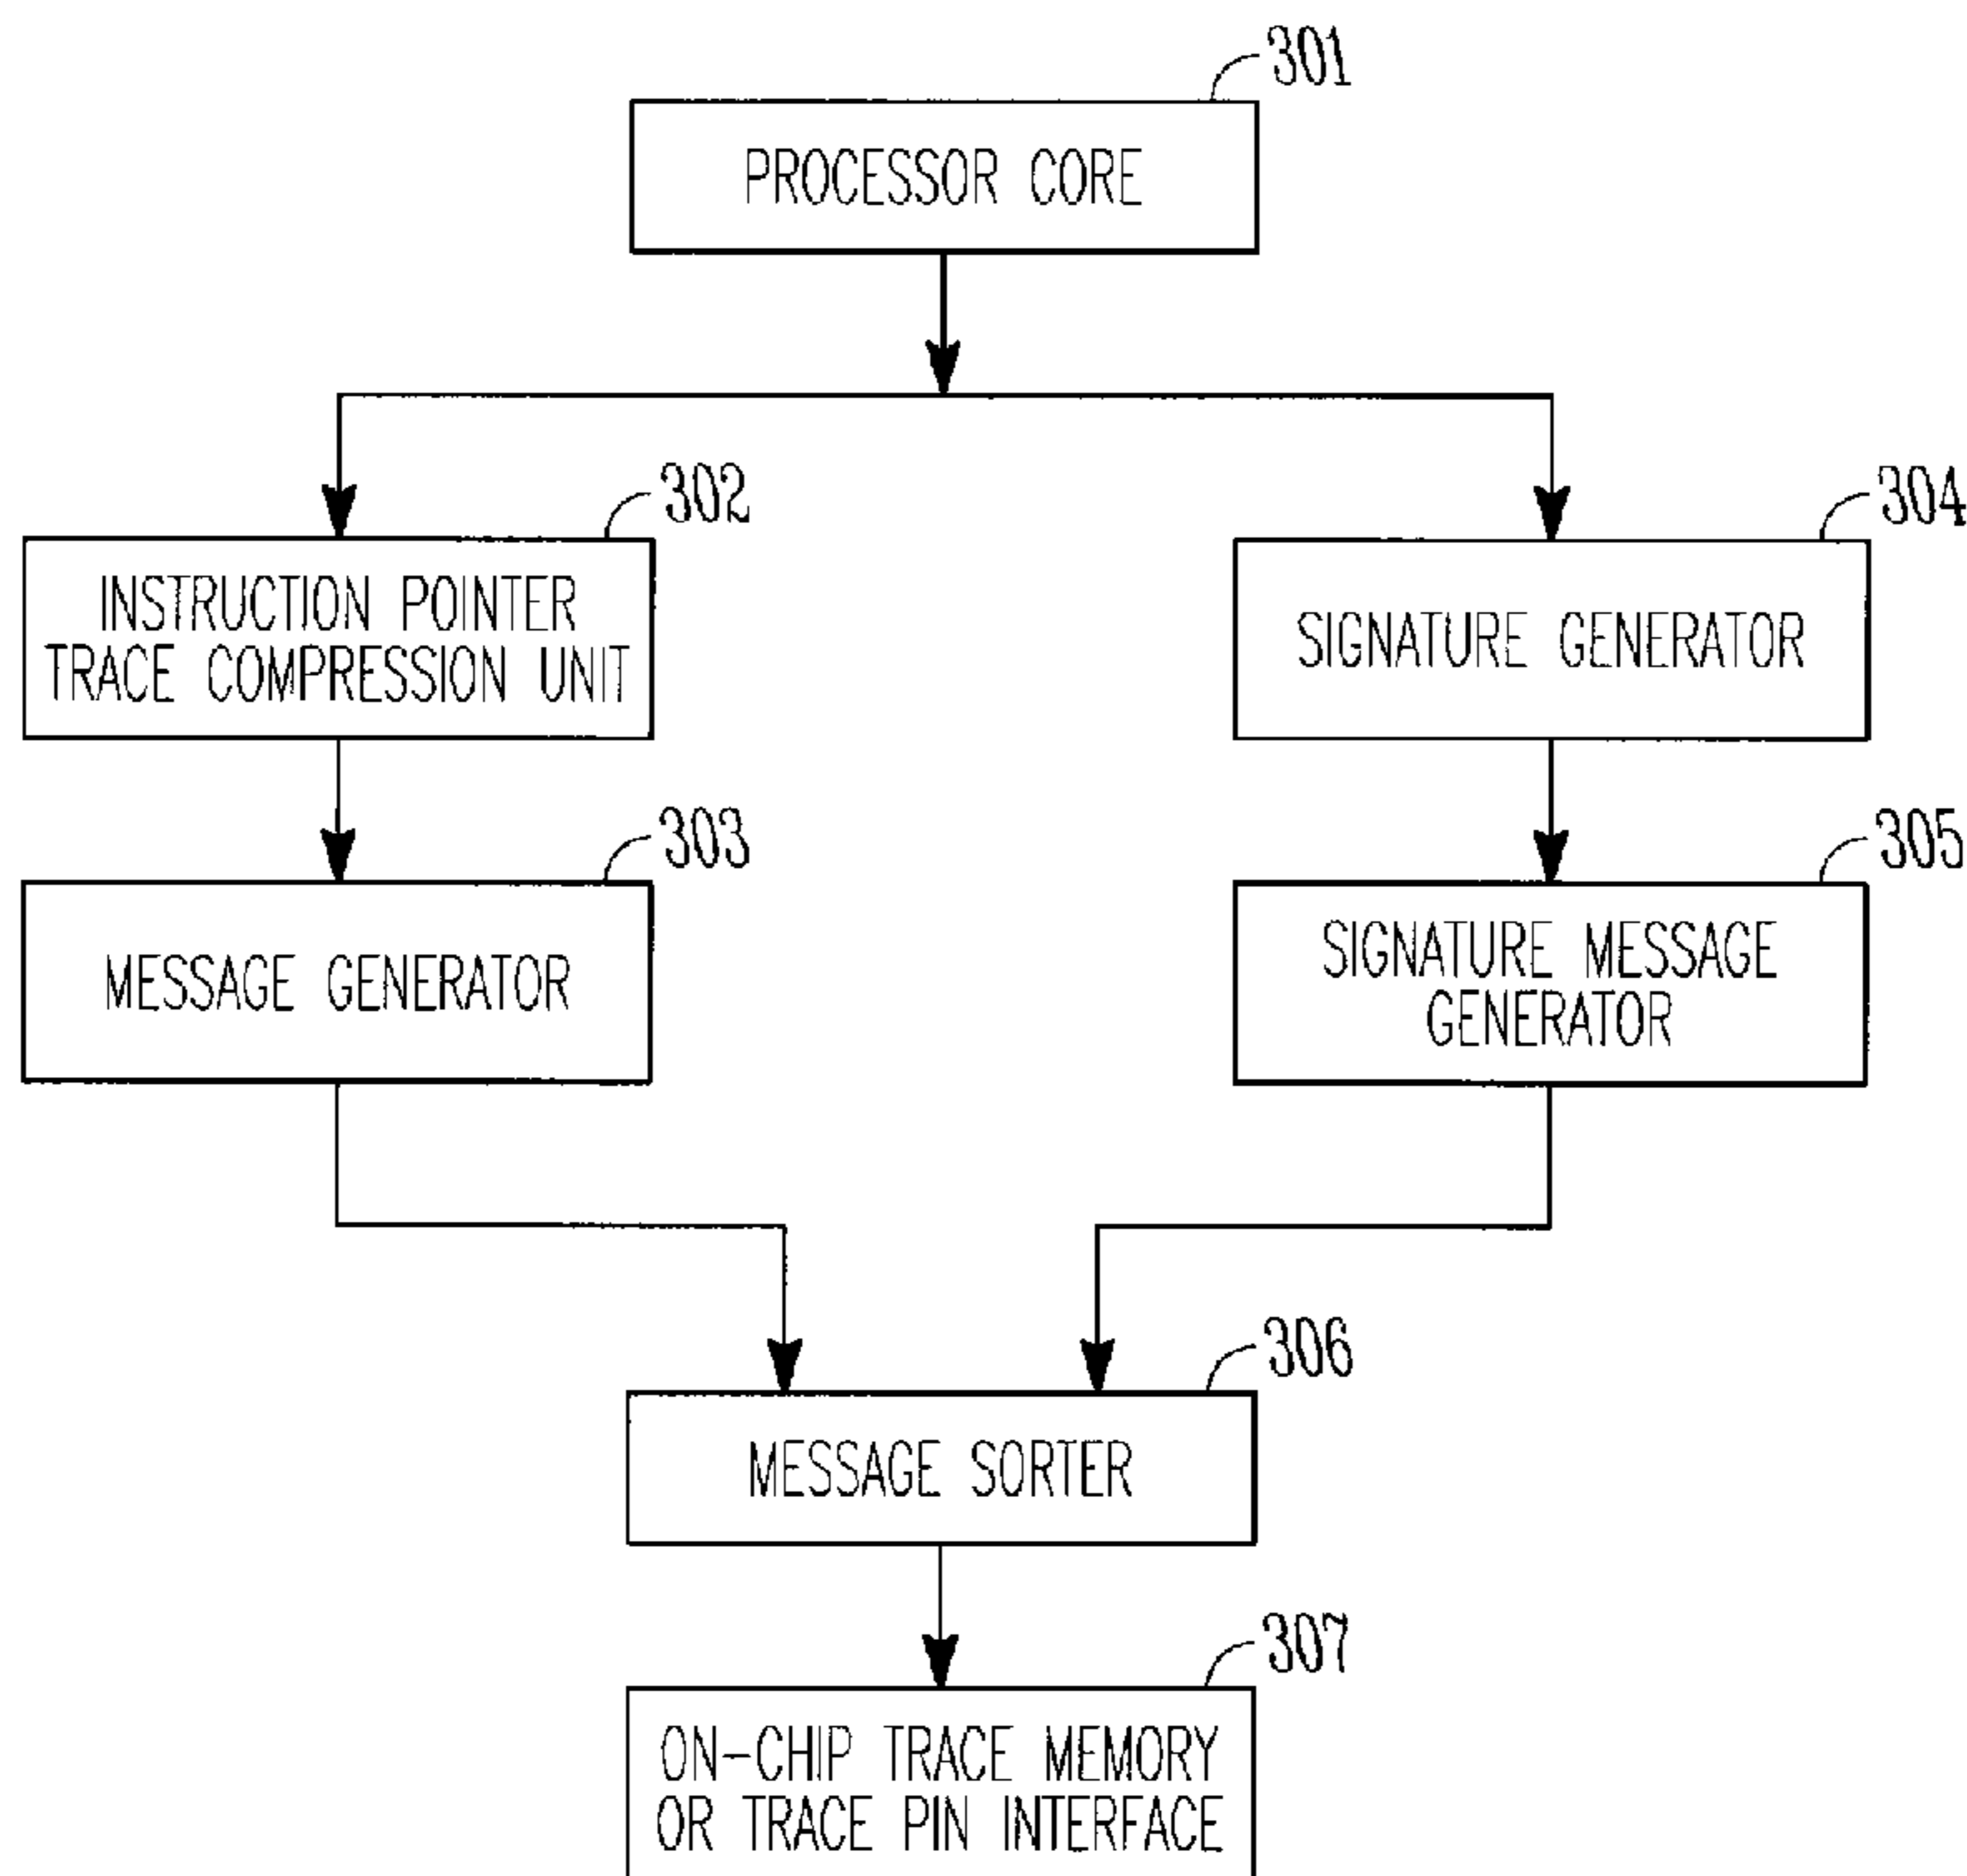 301
PROCESSOR CORE
302
INSTRUCTION POINTER
TRACE COMPRESSION UNIT
304
SIGNATURE GENERATOR
303
MESSAGE GENERATOR
305
SIGNATURE MESSAGE
GENERATOR
306
MESSAGE SORTER
307
ON-CHIP TRACE MEMORY
OR TRACE PIN INTERFACE